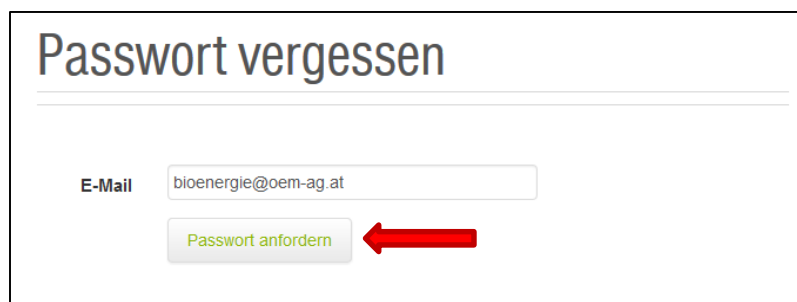 Passwort vergessen
E-Mail bioenergie@oem-ag.at
Passwort anfordern